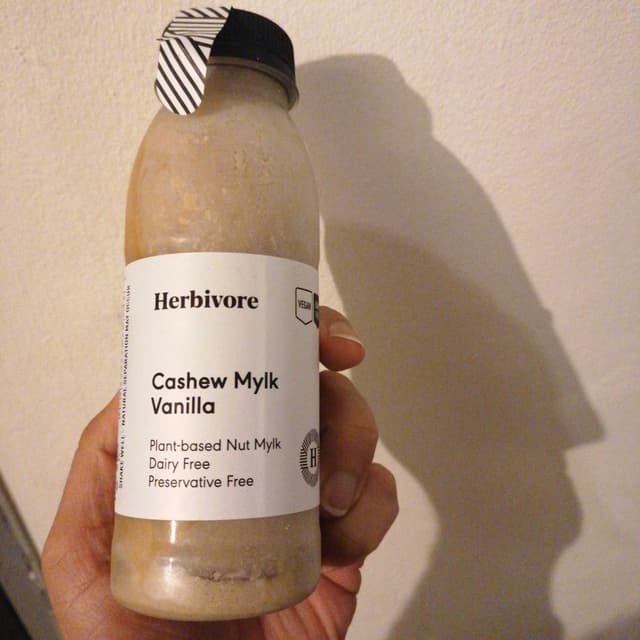 Herbivore
VEGAN
Cashew Mylk
Vanilla
Plant-based Nut Mylk
Dairy Free
Preservative Free
H
SHAKE WELL - NATURAL SEPARATION MAY OCCUR